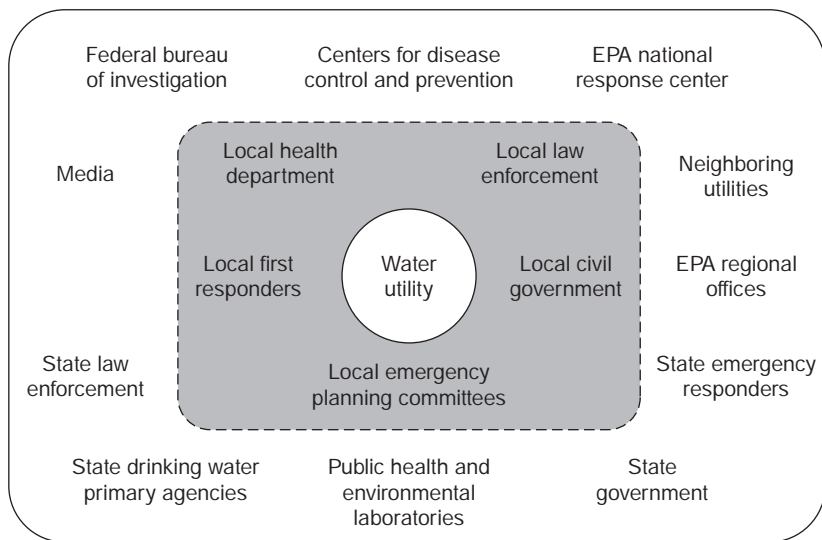 Federal bureau
of investigation
Centers for disease
control and prevention
EPA national
response center
Media
Local health
department
Local law
enforcement
Neighboring
utilities
Local first
responders
Water
utility
Local civil
government
EPA regional
offices
State law
enforcement
Local emergency
planning committees
State emergency
responders
State drinking water
primary agencies
Public health and
environmental
laboratories
State
government